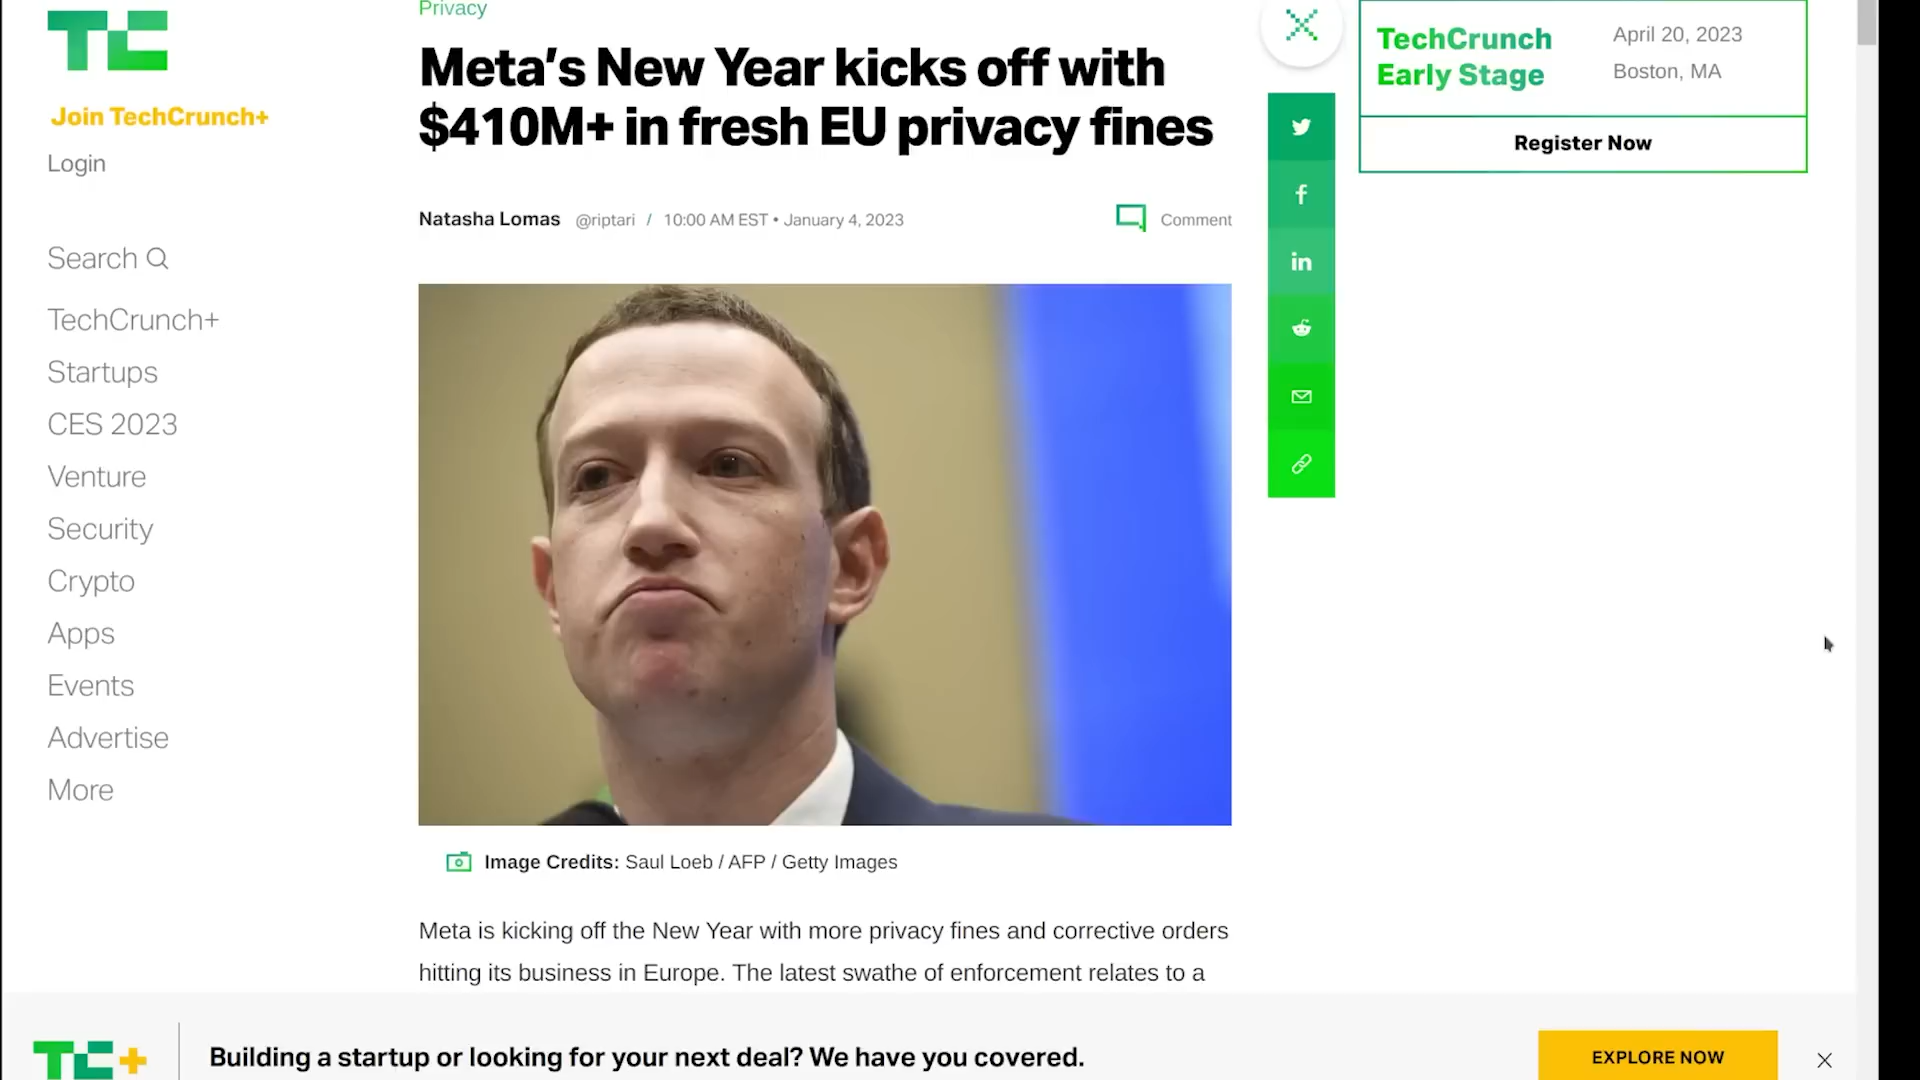 TC
Join TechCrunch+
Login
Search
TechCrunch+
Startups
CES 2023
Venture
Security
Crypto
Apps
Events
Advertise
More
Privacy
Meta's New Year kicks off with
$410M+ in fresh EU privacy fines
Natasha Lomas @riptari / 10:00 AM EST • January 4, 2023
Comment
Image Credits: Saul Loeb / AFP / Getty Images
Meta is kicking off the New Year with more privacy fines and corrective orders
hitting its business in Europe. The latest swathe of enforcement relates to a
in
TechCrunch
Early Stage
April 20, 2023
Boston, MA
Register Now
TC+
Building a startup or looking for your next deal? We have you covered.
EXPLORE NOW